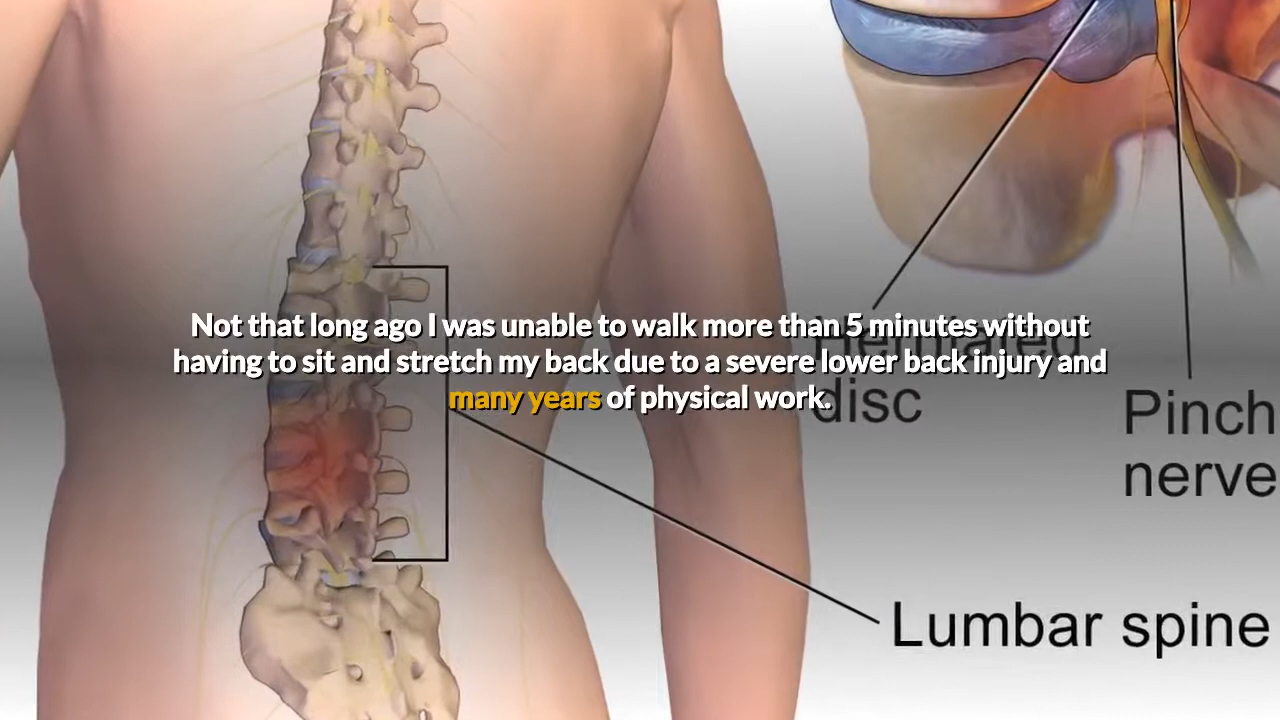 Not that long ago I was unable to walk more than 5 minutes without
having to sit and stretch my back due to a severe lower back injury and
many years of physical work.
Herniated
disc
Pinch
nerve
Lumbar spine